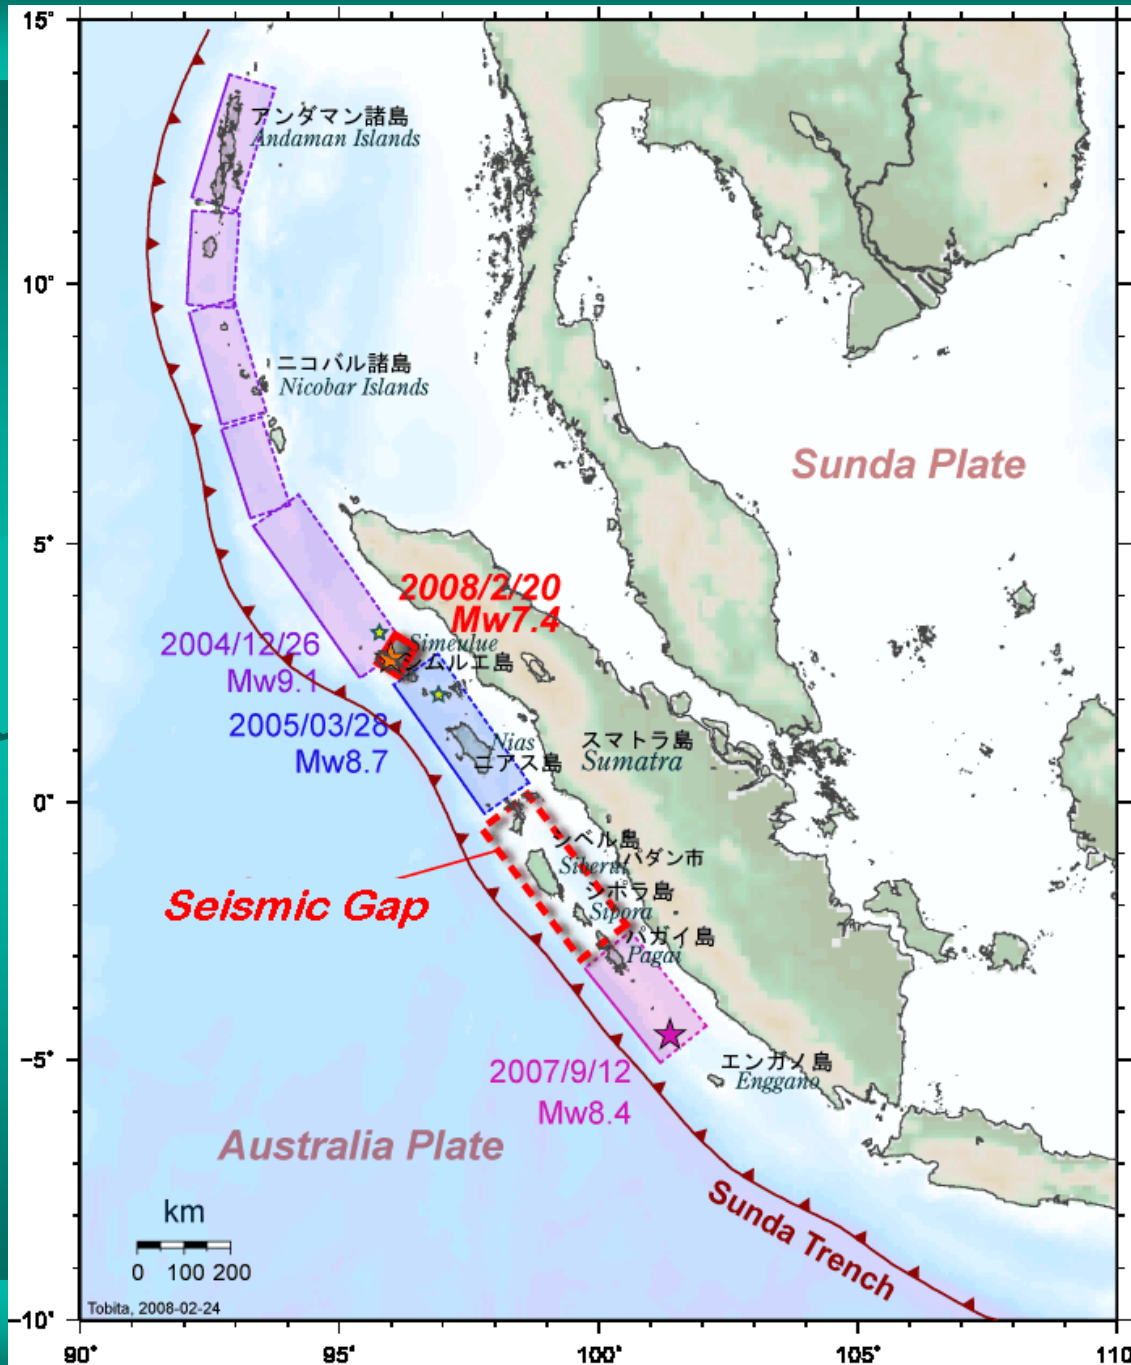 15°
アンダマン諸島
Andaman Islands
10°
ニコバル諸島
Nicobar Islands
Sunda Plate
5°
2008/2/20
Mw7.4
2004/12/26
Mw9.1
Simeulue
シムルエ島
2005/03/28
Mw8.7
Nias
ニアス島
スマトラ島
Sumatra
0°
シベル島
Siberut
パダン市
Seismic Gap
シポラ島
Sipora
パガイ島
Pagai
-5°
2007/9/12
Mw8.4
エンガノ島
Enggano
Australia Plate
Sunda Trench
km
0 100 200
Tobita, 2008-02-24
-10°
90° 95° 100° 105° 110